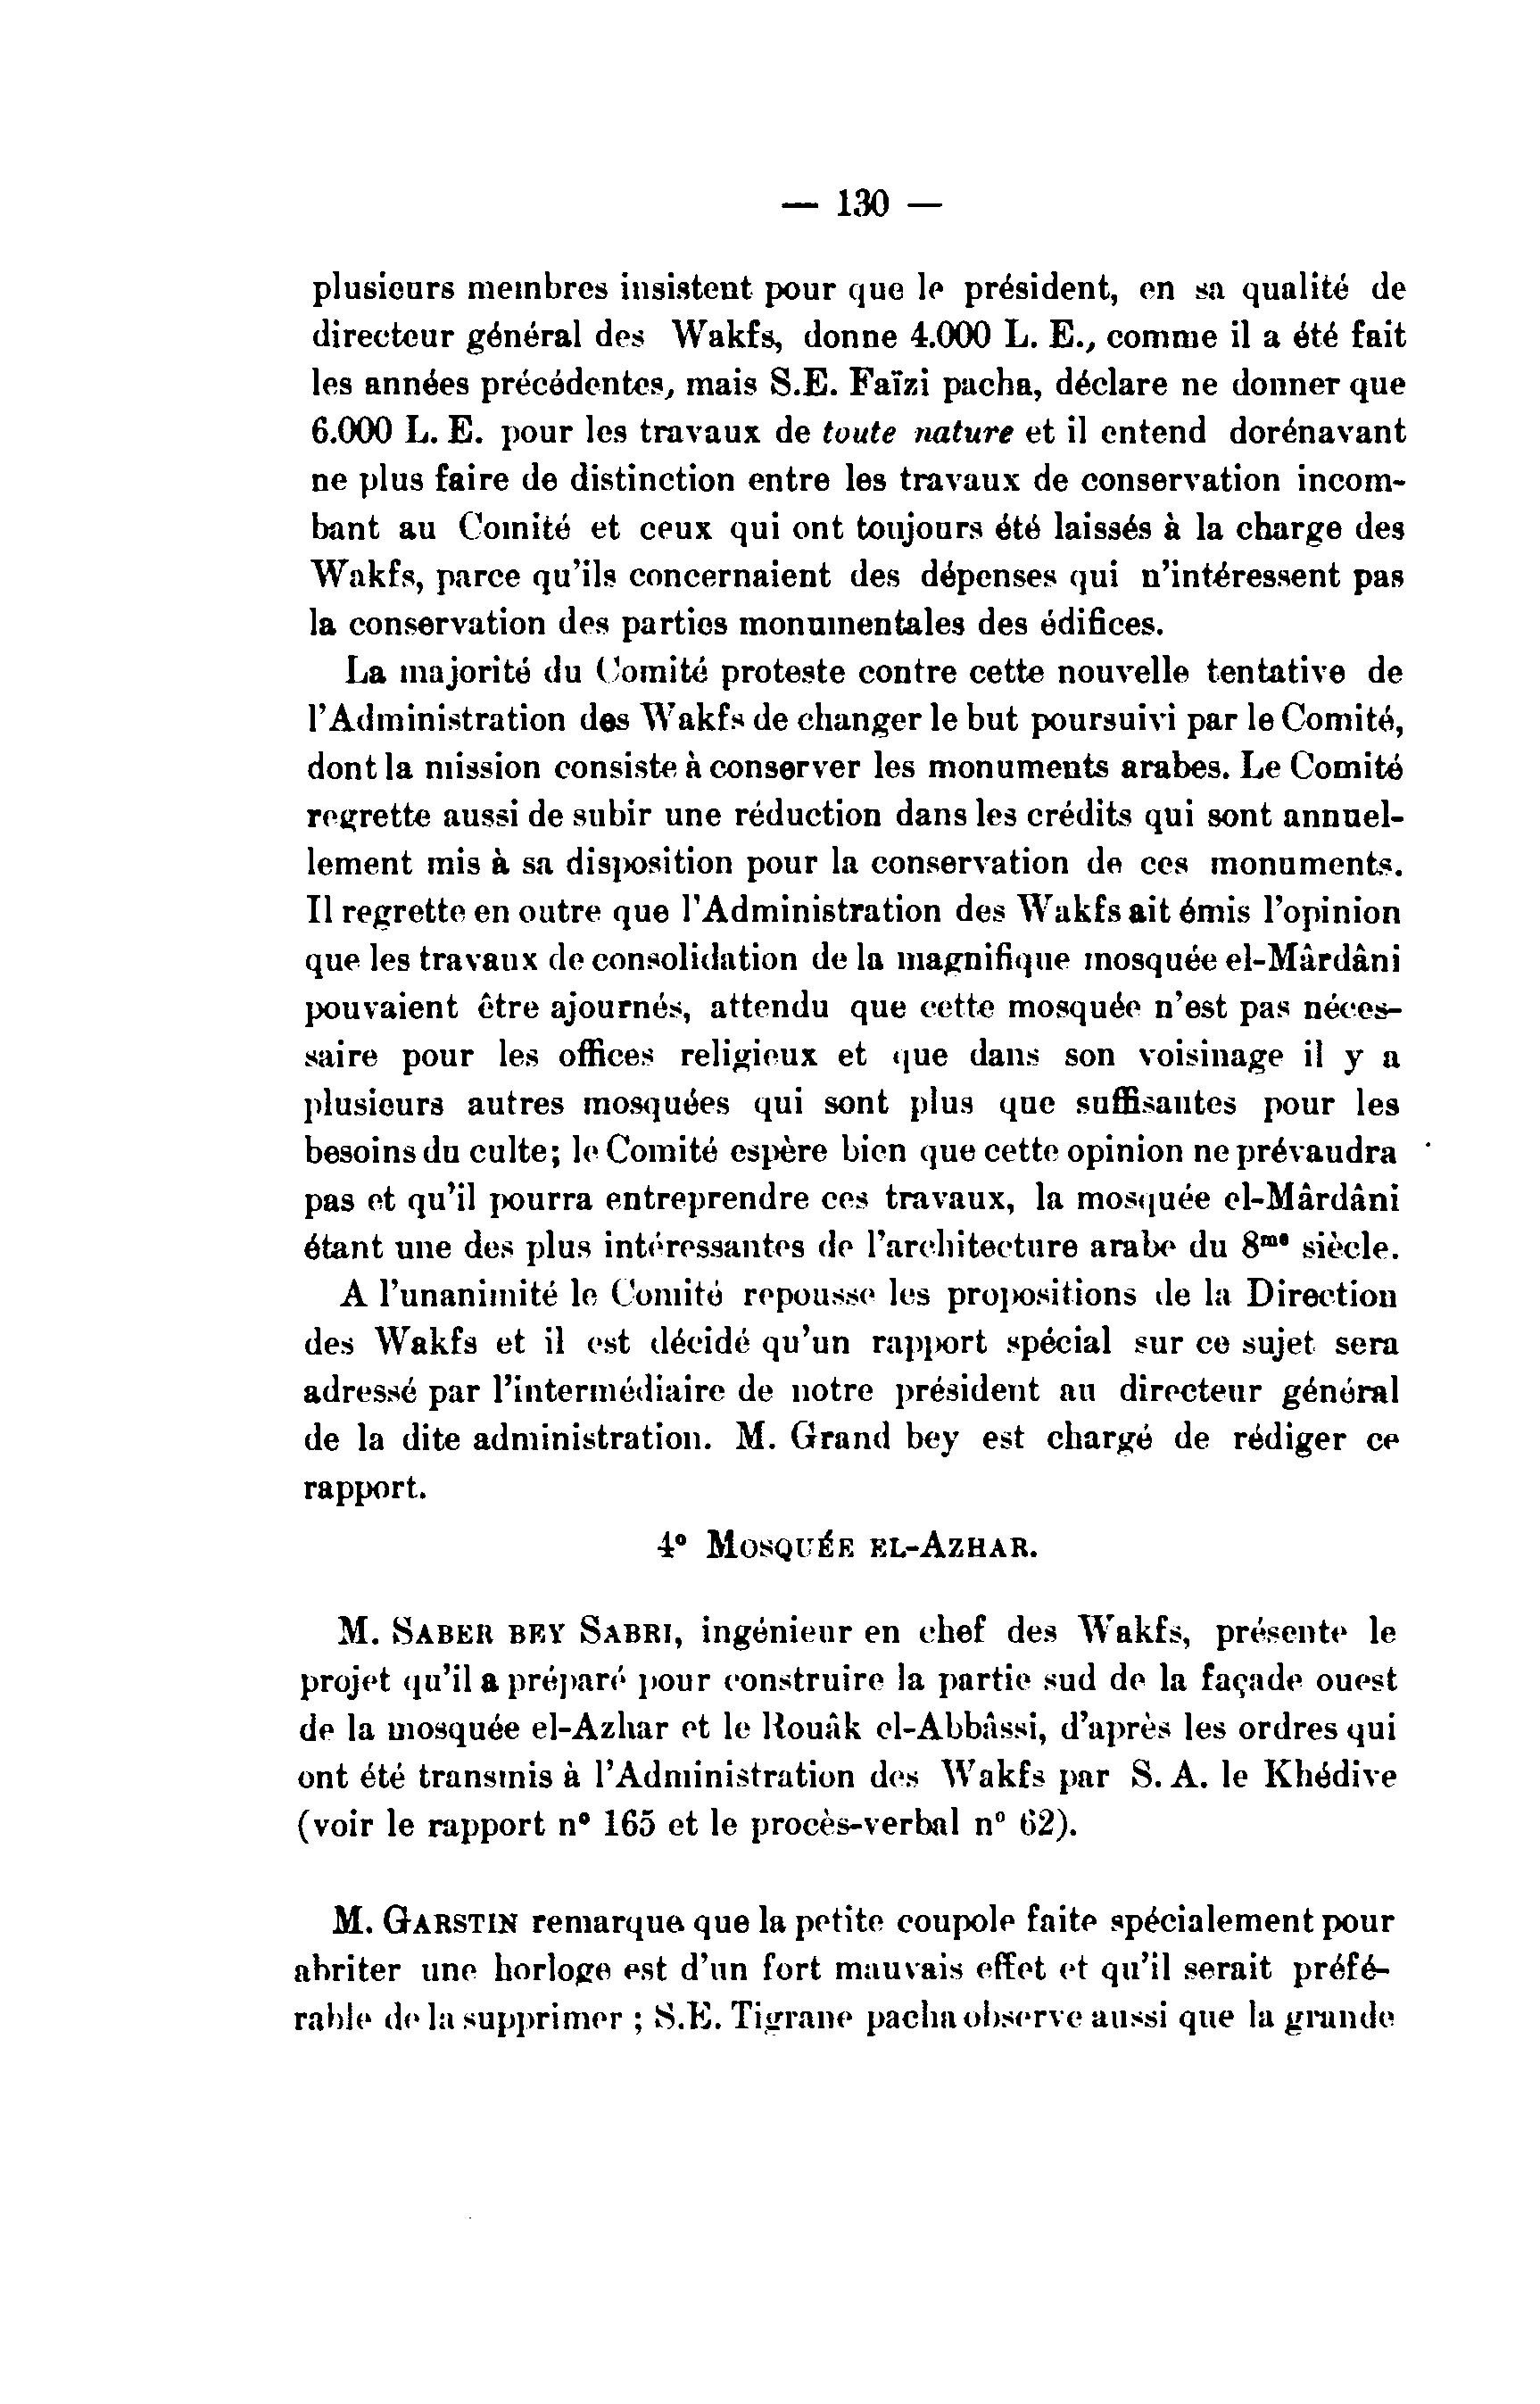 — 130 —
plusieurs membres insistent pour que le président, en sa qualité de
directeur général des Wakfs, donne 4.000 L. E., comme il a été fait
les années précédentes, mais S.E. Faïzi pacha, déclare ne donner que
6.000 L. E. pour les travaux de toute nature et il entend dorénavant
ne plus faire de distinction entre les travaux de conservation incom-
bant au Comité et ceux qui ont toujours été laissés à la charge des
Wakfs, parce qu'ils concernaient des dépenses qui n'intéressent pas
la conservation des parties monumentales des édifices.
La majorité du Comité proteste contre cette nouvelle tentative de
l'Administration des Wakfs de changer le but poursuivi par le Comité,
dont la mission consiste à conserver les monuments arabes. Le Comité
regrette aussi de subir une réduction dans les crédits qui sont annuel-
lement mis à sa disposition pour la conservation de ces monuments.
Il regrette en outre que l'Administration des Wakfs ait émis l'opinion
que les travaux de consolidation de la magnifique mosquée el-Mârdâni
pouvaient être ajournés, attendu que cette mosquée n'est pas néces-
saire pour les offices religieux et que dans son voisinage il y a
plusieurs autres mosquées qui sont plus que suffisantes pour les
besoins du culte; le Comité espère bien que cette opinion ne prévaudra
pas et qu'il pourra entreprendre ces travaux, la mosquée el-Mârdâni
étant une des plus intéressantes de l'architecture arabe du 8me siècle.
A l'unanimité le Comité repousse les propositions de la Direction
des Wakfs et il est décidé qu'un rapport spécial sur ce sujet sera
adressé par l'intermédiaire de notre président au directeur général
de la dite administration. M. Grand bey est chargé de rédiger ce
rapport.
4° MOSQUÉE EL-AZHAR.
M. SABER BEY SABRI, ingénieur en chef des Wakfs, présente le
projet qu'il a préparé pour construire la partie sud de la façade ouest
de la mosquée el-Azhar et le Rouâk el-Abbâssi, d'après les ordres qui
ont été transmis à l'Administration des Wakfs par S. A. le Khédive
(voir le rapport n° 165 et le procès-verbal n° 62).
M. GARSTIN remarque que la petite coupole faite spécialement pour
abriter une horloge est d'un fort mauvais effet et qu'il serait préfé-
rable de la supprimer ; S.E. Tigrane pacha observe aussi que la grande